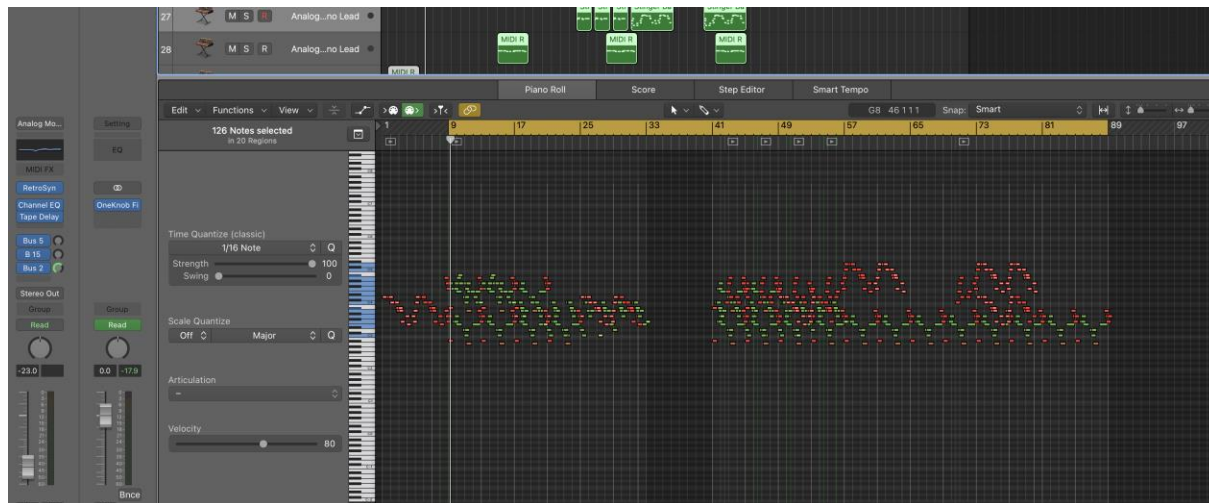 27 M S R Analog...no Lead
28 M S R Analog...no Lead
MIDI R MIDI R MIDI R
MIDI R
Piano Roll Score Step Editor Smart Tempo
Edit Functions View G8 46 1 1 1 Snap: Smart
126 Notes selected
in 20 Regions
1 9 17 25 33 41 49 57 65 73 81 89 97
Time Quantize (classic)
1/16 Note Q
Strength 100
Swing 0
Scale Quantize
Off Major Q
Articulation
-
Velocity
80
Analog Mo... Setting
EQ
MIDI FX
RetroSyn
Channel EQ OneKnob Fi
Tape Delay
Bus 5
B 15
Bus 2
Stereo Out
Group Group
Read Read
-23.0 0.0 -17.9
Bnce